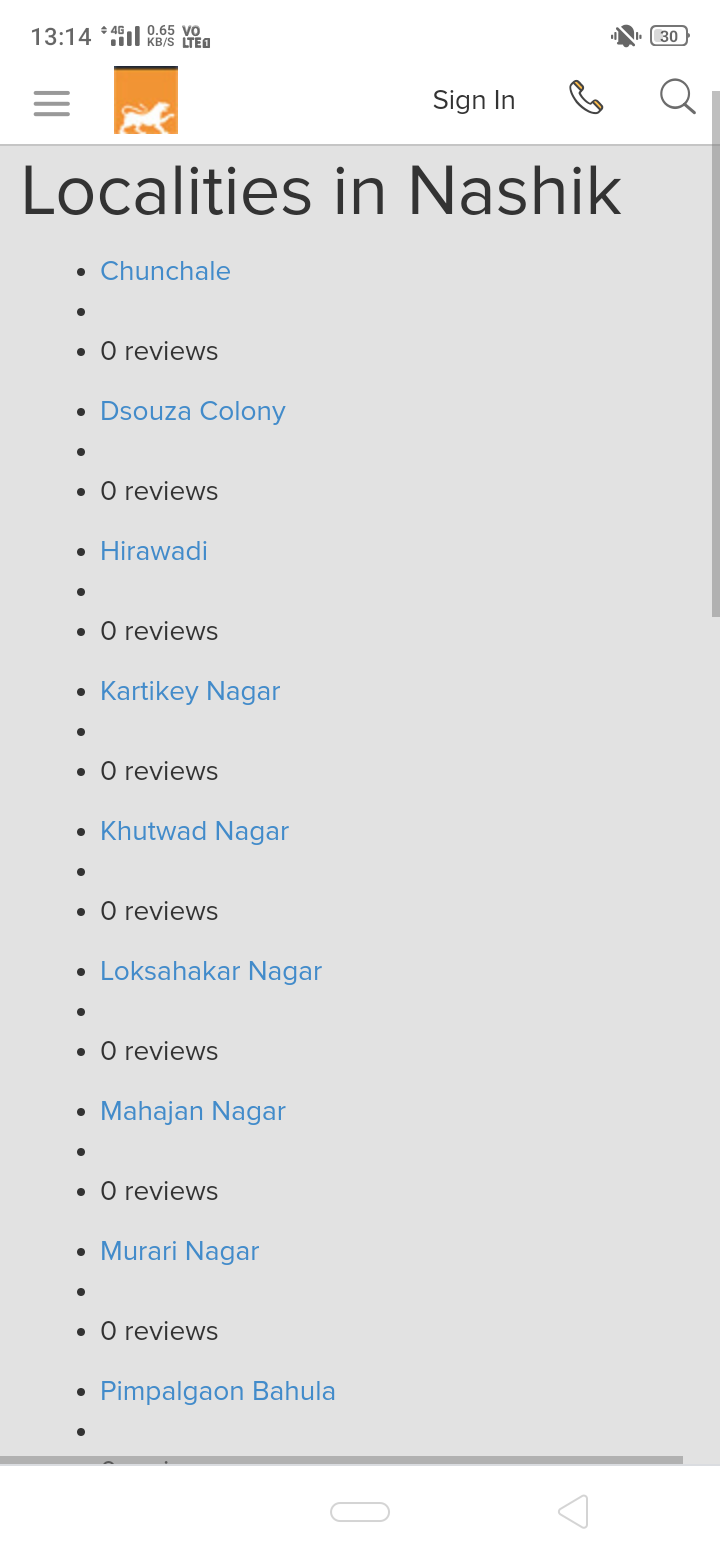 13:14 4G 0.65 KB/S VO LTE 30
Sign In
Localities in Nashik
Chunchale
0 reviews
Dsouza Colony
0 reviews
Hirawadi
0 reviews
Kartikey Nagar
0 reviews
Khutwad Nagar
0 reviews
Loksahakar Nagar
0 reviews
Mahajan Nagar
0 reviews
Murari Nagar
0 reviews
Pimpalgaon Bahula